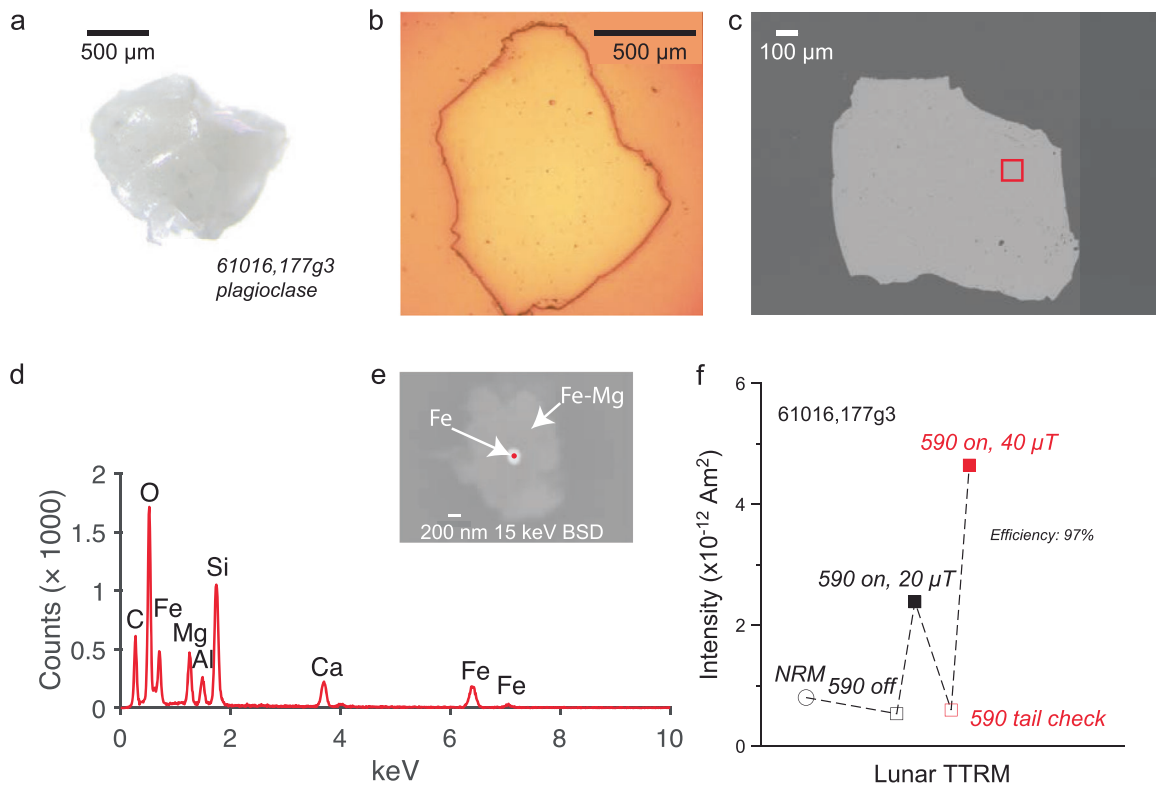 a
500 μm
61016,177g3
plagioclase
b
500 μm
c
100 μm
d
Counts (× 1000)
2
1.5
1
0.5
0
C
O
Fe
Mg
Al
Si
Ca
Fe
Fe
0
2
4
6
8
10
keV
e
Fe
Fe-Mg
200 nm 15 keV BSD
f
Intensity (x10⁻¹² Am²)
6
4
2
0
61016,177g3
590 on, 40 μT
Efficiency: 97%
590 on, 20 μT
NRM
590 off
590 tail check
Lunar TTRM